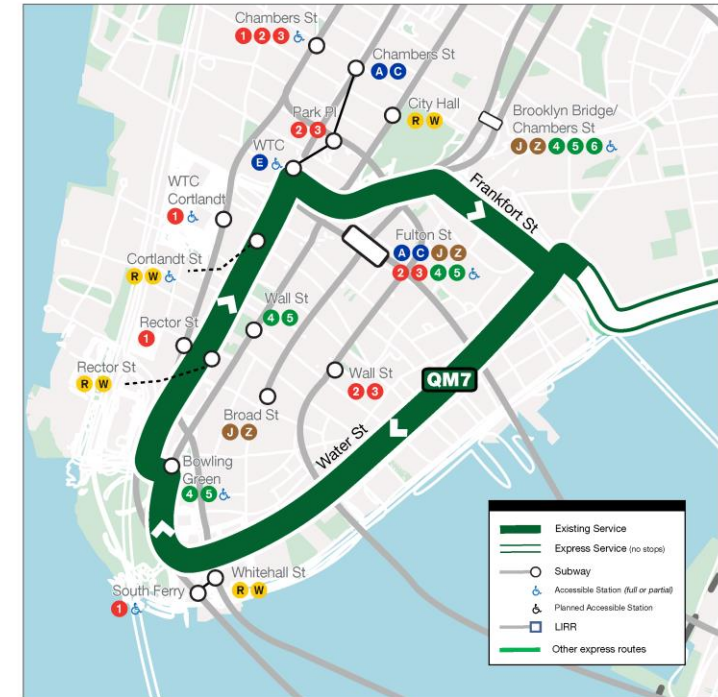 Chambers St
1 2 3
Chambers St
A C
City Hall
R W
Park Pl
2 3
Brooklyn Bridge/
Chambers St
J Z 4 5 6
WTC
E
WTC
Cortlandt
1
Frankfort St
Fulton St
A C J Z
2 3 4 5
Cortlandt St
R W
Wall St
4 5
Rector St
1
Rector St
R W
Wall St
2 3
QM7
Broad St
J Z
Water St
Bowling
Green
4 5
Whitehall St
R W
South Ferry
1
Existing Service
Express Service (no stops)
Subway
Accessible Station (full or partial)
Planned Accessible Station
LIRR
Other express routes